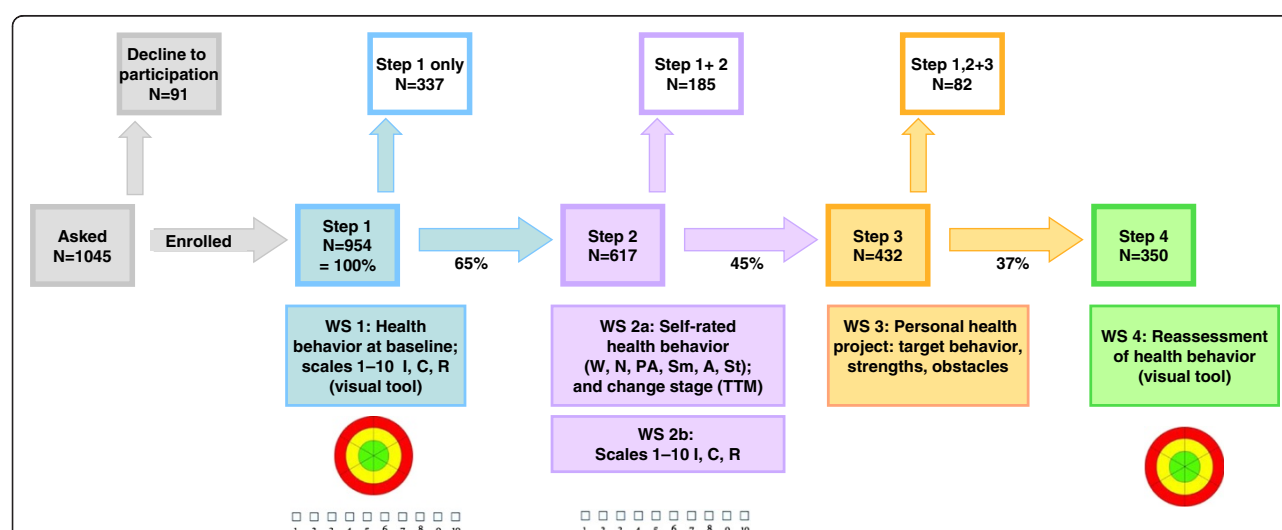 Decline to
participation
N=91
Step 1 only
N=337
Step 1+ 2
N=185
Step 1,2+3
N=82
Asked
N=1045
Enrolled
Step 1
N=954
= 100%
65%
Step 2
N=617
45%
Step 3
N=432
37%
Step 4
N=350
WS 1: Health
behavior at baseline;
scales 1–10 I, C, R
(visual tool)
WS 2a: Self-rated
health behavior
(W, N, PA, Sm, A, St);
and change stage (TTM)
WS 2b:
Scales 1–10 I, C, R
WS 3: Personal health
project: target behavior,
strengths, obstacles
WS 4: Reassessment
of health behavior
(visual tool)